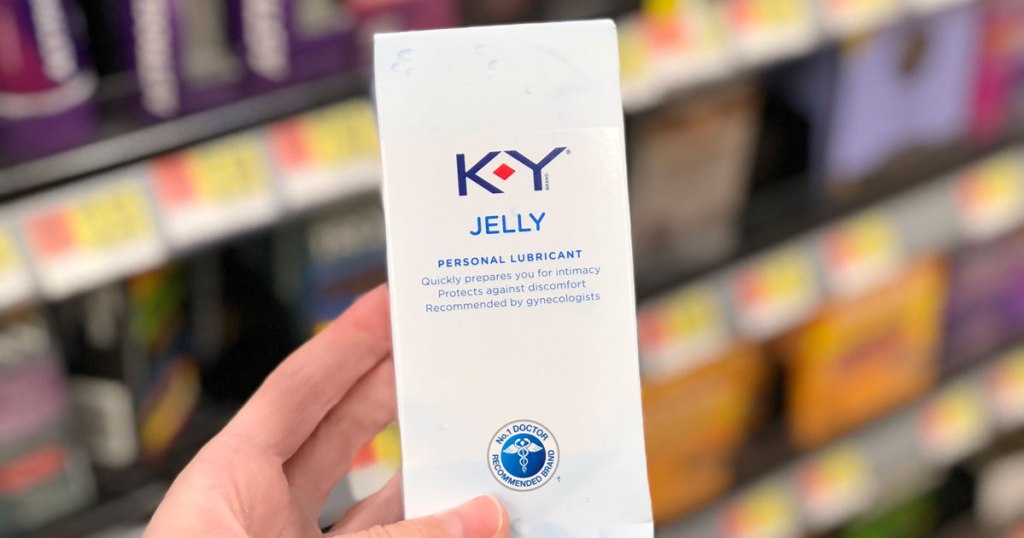 K-Y®
BRAND
JELLY
PERSONAL LUBRICANT
Quickly prepares you for intimacy
Protects against discomfort
Recommended by gynecologists
No.1 DOCTOR
RECOMMENDED BRAND
†